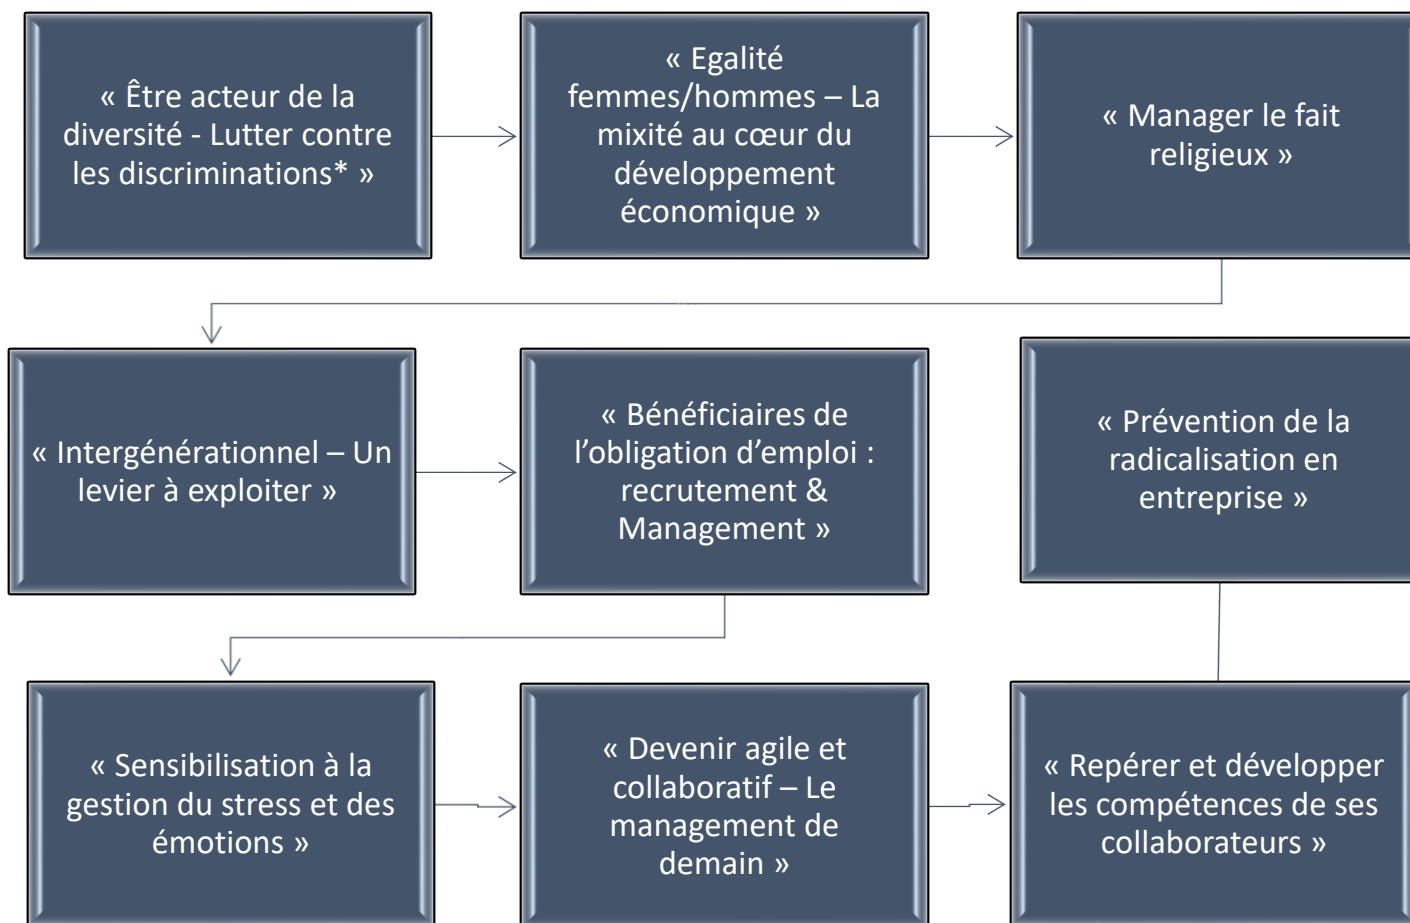 « Être acteur de la
diversité - Lutter contre
les discriminations* »
« Egalité
femmes/hommes – La
mixité au cœur du
développement
économique »
« Manager le fait
religieux »
« Intergénérationnel – Un
levier à exploiter »
« Bénéficiaires de
l’obligation d’emploi :
recrutement &
Management »
« Prévention de la
radicalisation en
entreprise »
« Sensibilisation à la
gestion du stress et des
émotions »
« Devenir agile et
collaboratif – Le
management de
demain »
« Repérer et développer
les compétences de ses
collaborateurs »